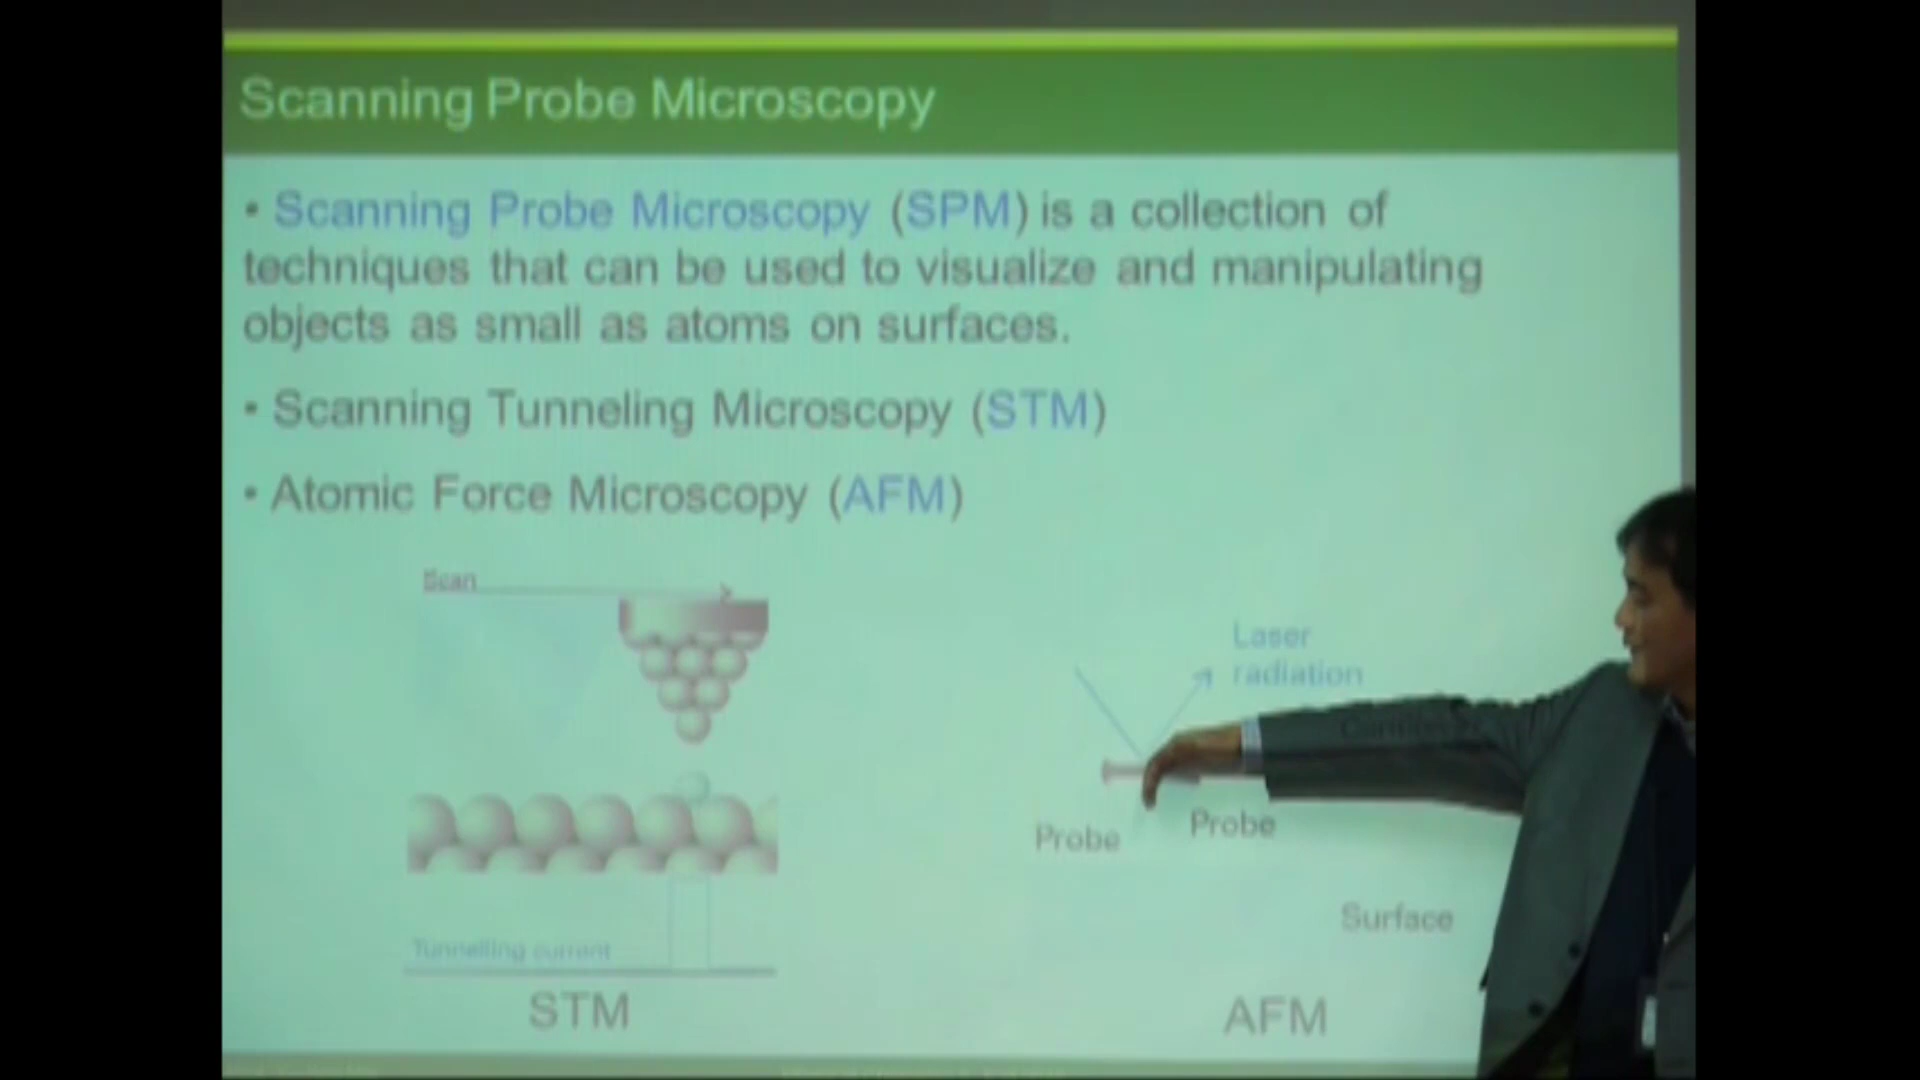 Scanning Probe Microscopy
• Scanning Probe Microscopy (SPM) is a collection of
techniques that can be used to visualize and manipulating
objects as small as atoms on surfaces.
• Scanning Tunneling Microscopy (STM)
• Atomic Force Microscopy (AFM)
Scan
Laser
radiation
Probe
Probe
Surface
Tunnelling current
STM
AFM